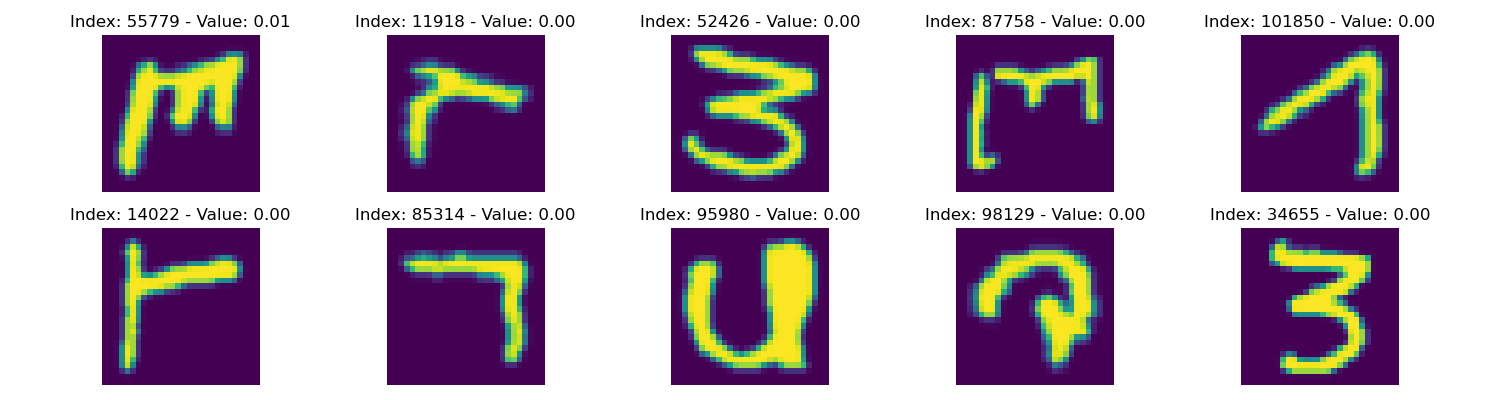 Index: 55779 - Value: 0.01 Index: 11918 - Value: 0.00 Index: 52426 - Value: 0.00 Index: 87758 - Value: 0.00 Index: 101850 - Value: 0.00
3
Index: 14022 - Value: 0.00 Index: 85314 - Value: 0.00 Index: 95980 - Value: 0.00 Index: 98129 - Value: 0.00 Index: 34655 - Value: 0.00
u 3